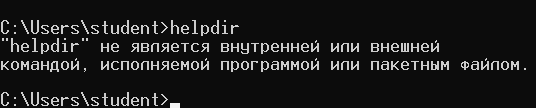 C:\Users\student>helpdir
"helpdir" не является внутренней или внешней
командой, исполняемой программой или пакетным файлом.
C:\Users\student>